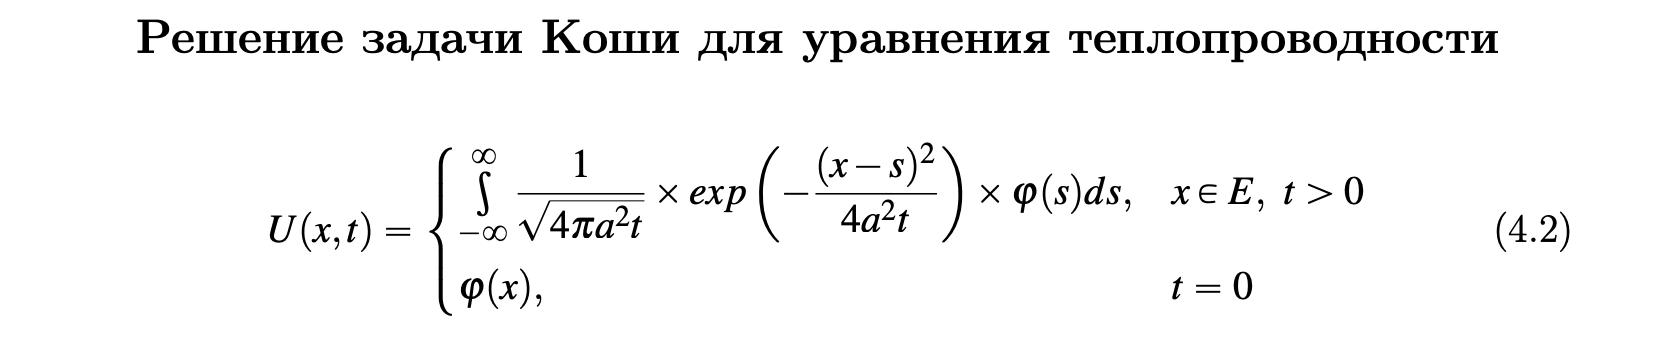 Решение задачи Коши для уравнения теплопроводности
U(x,t) = { ∫_{−∞}^{∞} 1/√(4πa²t) × exp(−(x−s)²/(4a²t)) × φ(s)ds, x ∈ E, t > 0
φ(x), t = 0
(4.2)